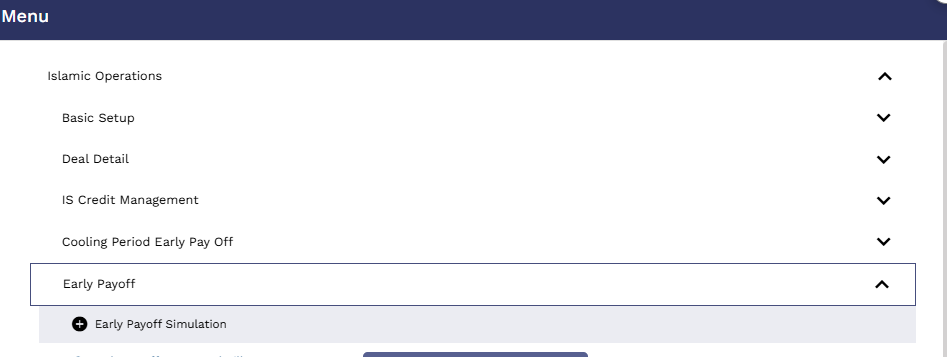 Menu
Islamic Operations
Basic Setup
Deal Detail
IS Credit Management
Cooling Period Early Pay Off
Early Payoff
Early Payoff Simulation